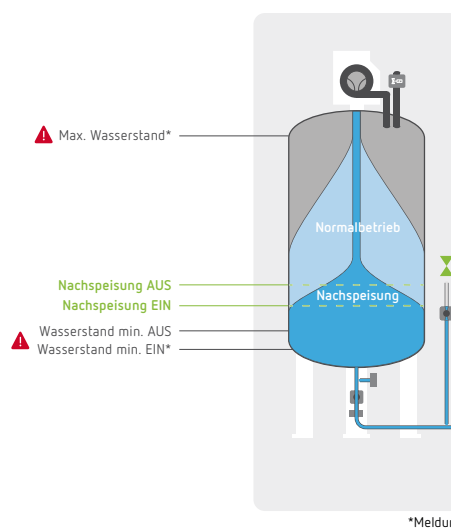 Max. Wasserstand*
Normalbetrieb
Nachspeisung AUS
Nachspeisung
Nachspeisung EIN
Wasserstand min. AUS
Wasserstand min. EIN*